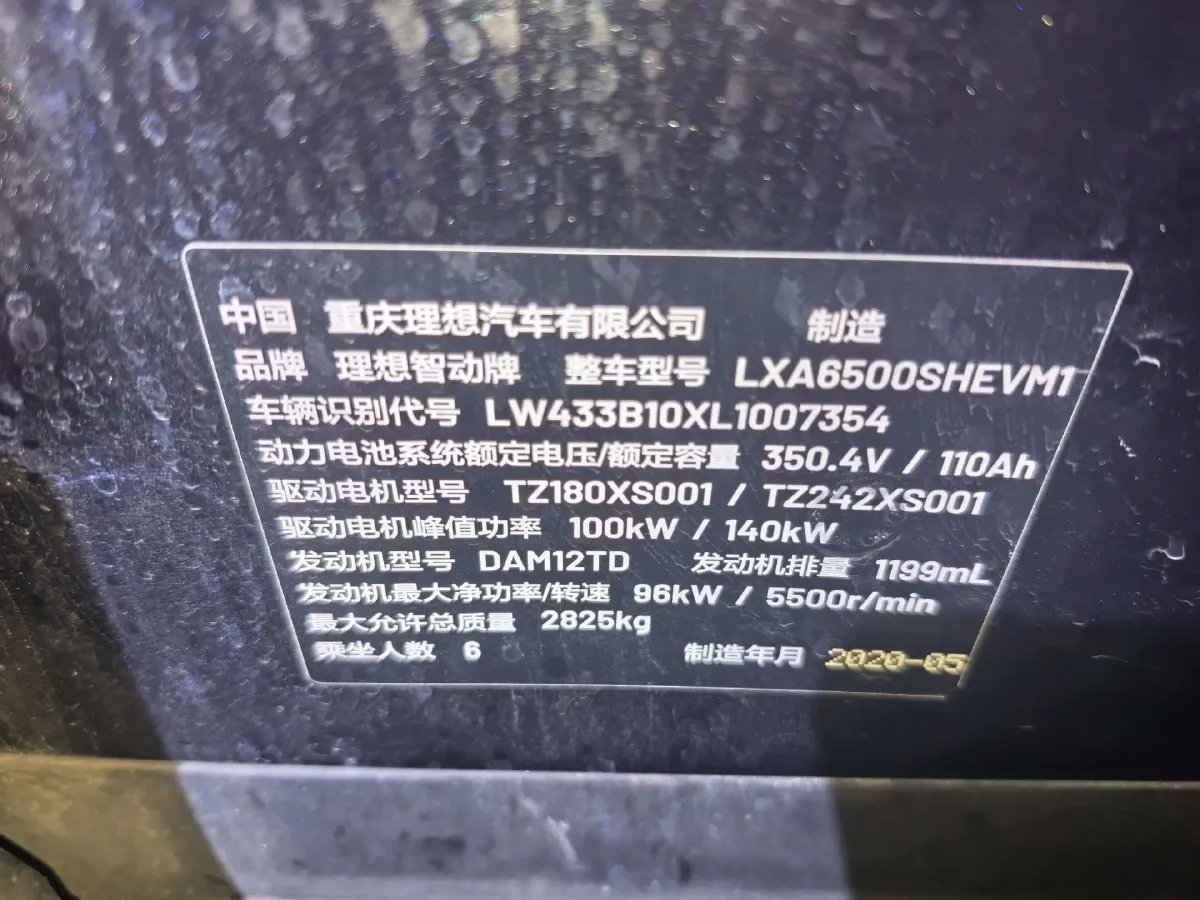 中国 重庆理想汽车有限公司 制造
品牌 理想智动牌 整车型号 LXA6500SHEVM1
车辆识别代号 LW433B10XL1007354
动力电池系统额定电压/额定容量 350.4V / 110Ah
驱动电机型号 TZ180XS001 / TZ242XS001
驱动电机峰值功率 100kW / 140kW
发动机型号 DAM12TD 发动机排量 1199mL
发动机最大净功率/转速 96kW / 5500r/min
最大允许总质量 2825kg
乘坐人数 6 制造年月 2020-05